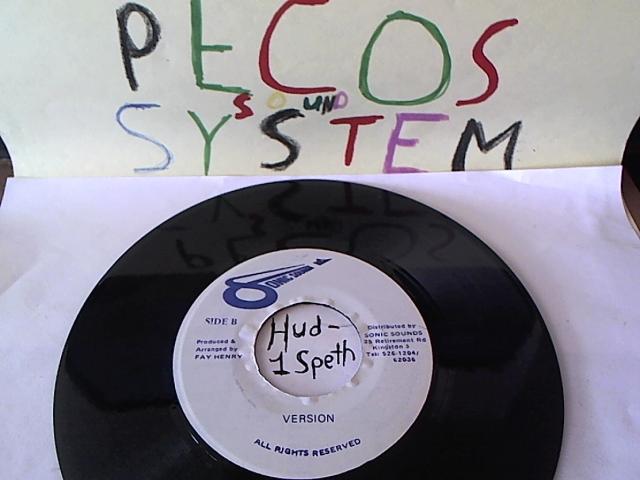 PECOS
SOUND
SYSTEM
SONIC SOUNDS
SIDE B
Produced &
Arranged by
FAY HENRY
Hud-
1 Speth
Distributed by
SONIC SOUNDS
25 Retirement Rd
Kingston 5
Tel: 526-1204/
62036
VERSION
ALL RIGHTS RESERVED